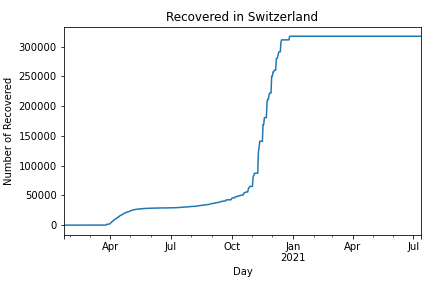 Recovered in Switzerland
Number of Recovered
300000
250000
200000
150000
100000
50000
0
Apr Jul Oct Jan Apr Jul
2021
Day